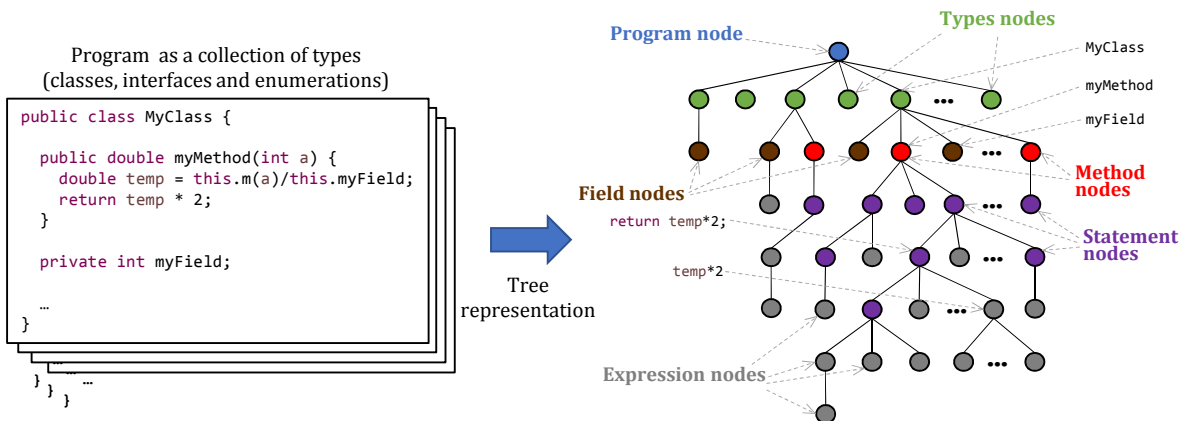 Program as a collection of types
(classes, interfaces and enumerations)
public class MyClass {
public double myMethod(int a) {
double temp = this.m(a)/this.myField;
return temp * 2;
}
private int myField;
…
}
…
} … …
}
}
Tree
representation
Program node
Types nodes
MyClass
…
myMethod
myField
…
Field nodes
Method
nodes
return temp*2;
…
Statement
nodes
…
temp*2
…
…
Expression nodes